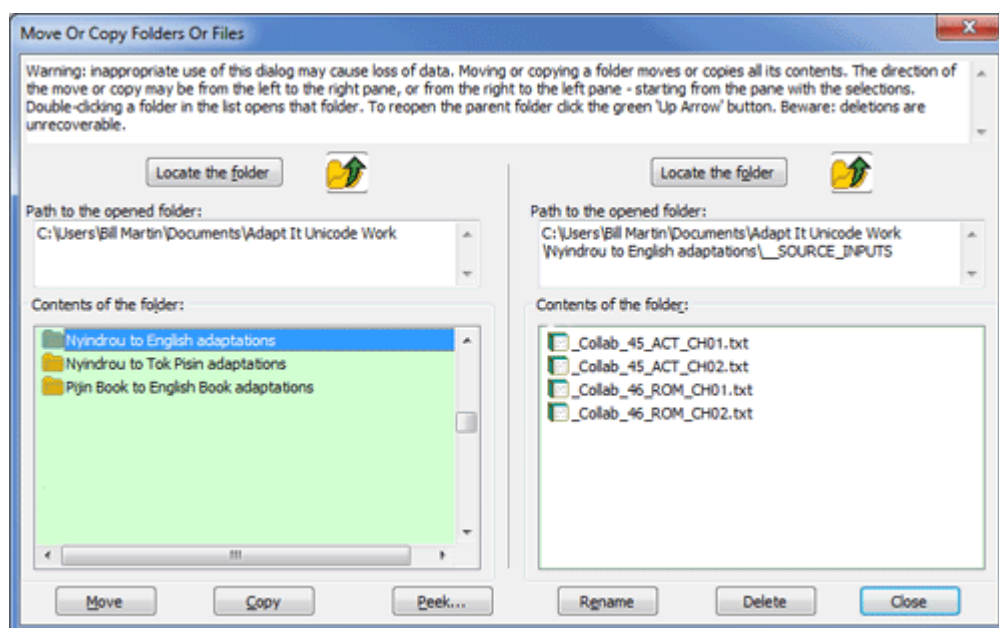 Move Or Copy Folders Or Files
Warning: inappropriate use of this dialog may cause loss of data. Moving or copying a folder moves or copies all its contents. The direction of
the move or copy may be from the left to the right pane, or from the right to the left pane - starting from the pane with the selections.
Double-clicking a folder in the list opens that folder. To reopen the parent folder click the green 'Up Arrow' button. Beware: deletions are
unrecoverable.
Locate the folder
Locate the folder
Path to the opened folder:
Path to the opened folder:
C:\Users\Bill Martin\Documents\Adapt It Unicode Work
C:\Users\Bill Martin\Documents\Adapt It Unicode Work
\Nyindrou to English adaptations\__SOURCE_INPUTS
Contents of the folder:
Contents of the folder:
Nyindrou to English adaptations
Nyindrou to Tok Pisin adaptations
Pijin Book to English Book adaptations
_Collab_45_ACT_CH01.txt
_Collab_45_ACT_CH02.txt
_Collab_46_ROM_CH01.txt
_Collab_46_ROM_CH02.txt
Move
Copy
Peek...
Rename
Delete
Close